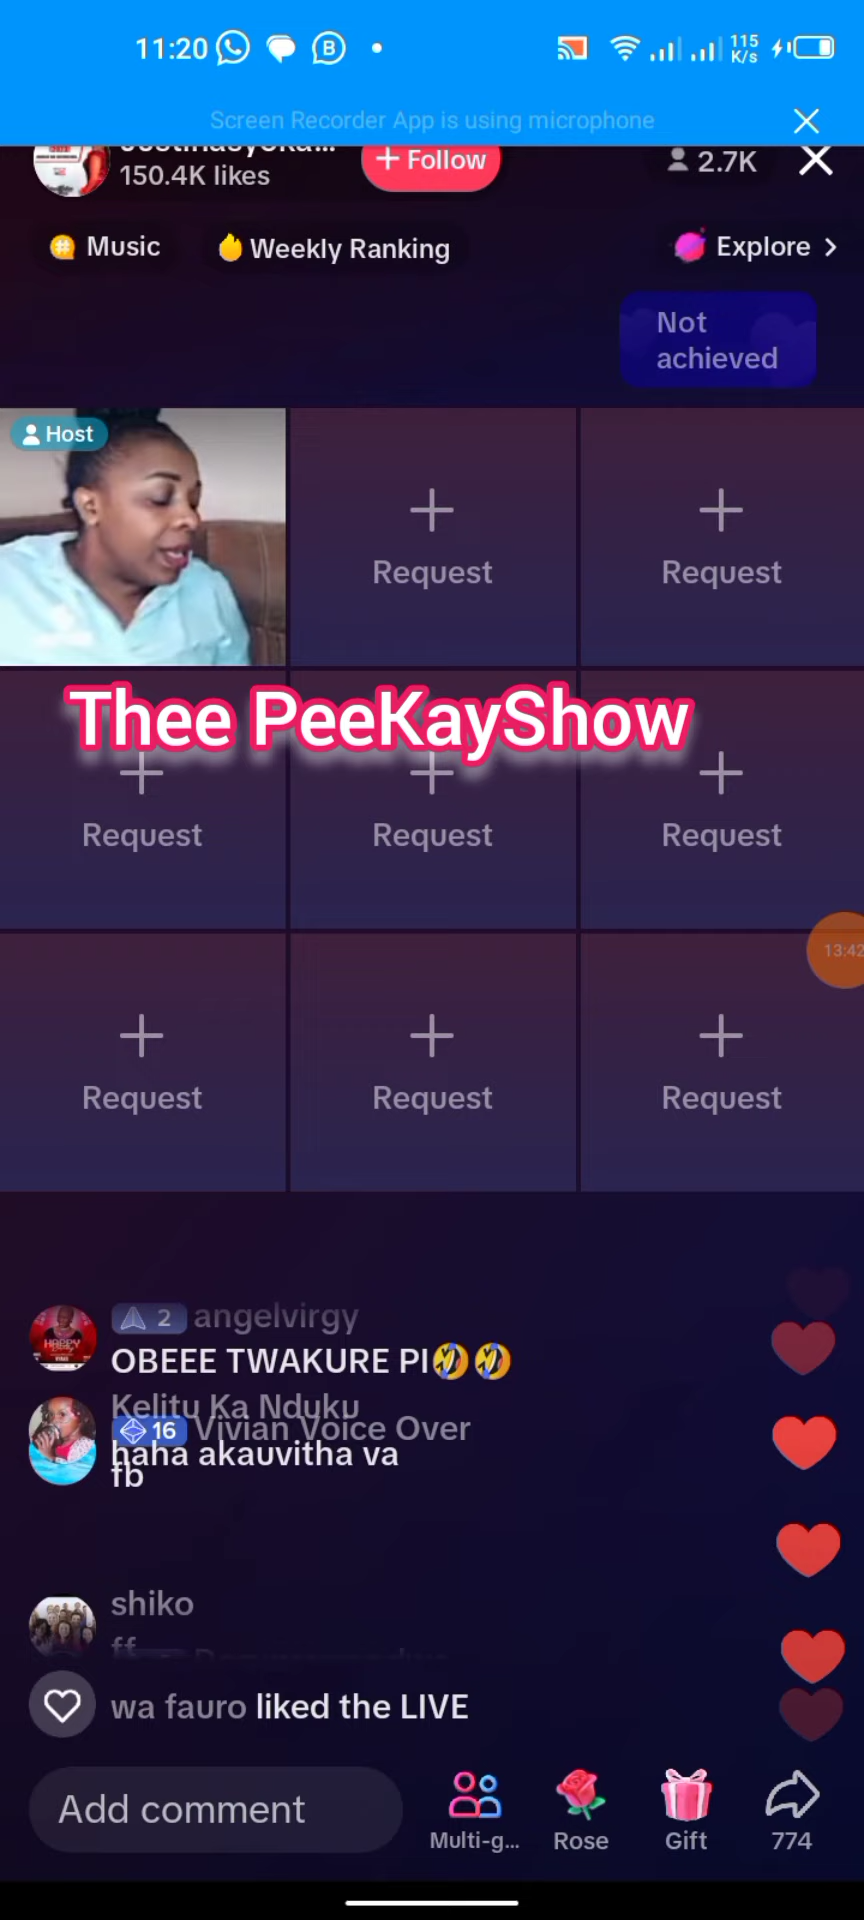 11:20
115
K/s
Screen Recorder App is using microphone
150.4K likes
+ Follow
2.7K
Music
Weekly Ranking
Explore
Not
achieved
Host
Request
Request
Thee PeeKayShow
Request
Request
Request
13:42
Request
Request
Request
2 angelvirgy
OBEEE TWAKURE PI🤣🤣
Kelitu Ka Nduku
16 Vivian Voice Over
haha akauvitha va
fb
shiko
ff
wa fauro liked the LIVE
Add comment
Multi-g...
Rose
Gift
774